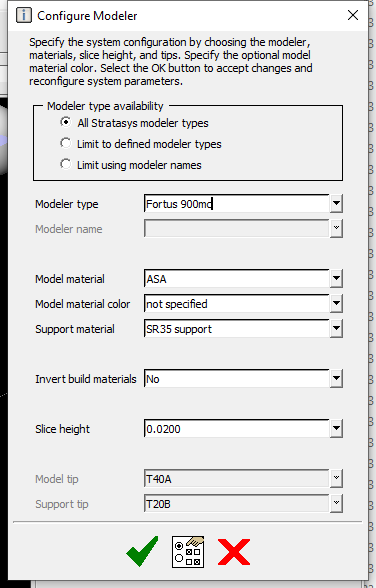 Configure Modeler
Specify the system configuration by choosing the modeler,
materials, slice height, and tips. Specify the optional model
material color. Select the OK button to accept changes and
reconfigure system parameters.
Modeler type availability
All Stratasys modeler types
Limit to defined modeler types
Limit using modeler names
Modeler type Fortus 900mc
Modeler name
Model material ASA
Model material color not specified
Support material SR35 support
Invert build materials No
Slice height 0.0200
Model tip T40A
Support tip T20B